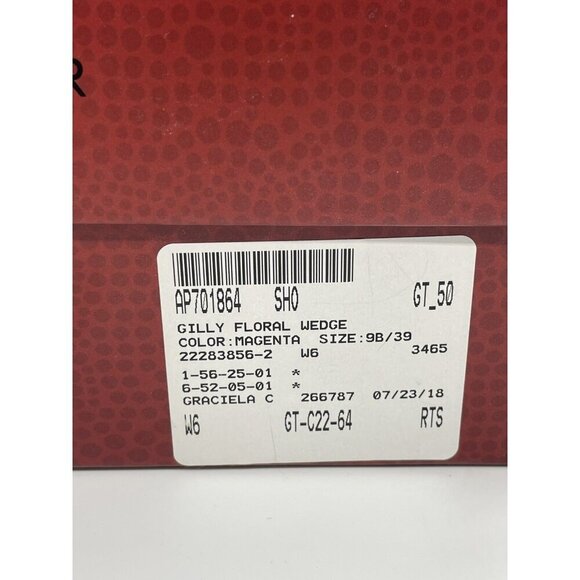 R
AP701864 SHO GT_50
GILLY FLORAL WEDGE
COLOR:MAGENTA SIZE:9B/39
22283856-2 W6 3465
1-56-25-01 *
6-52-05-01 *
GRACIELA C 266787 07/23/18
W6 GT-C22-64 RTS